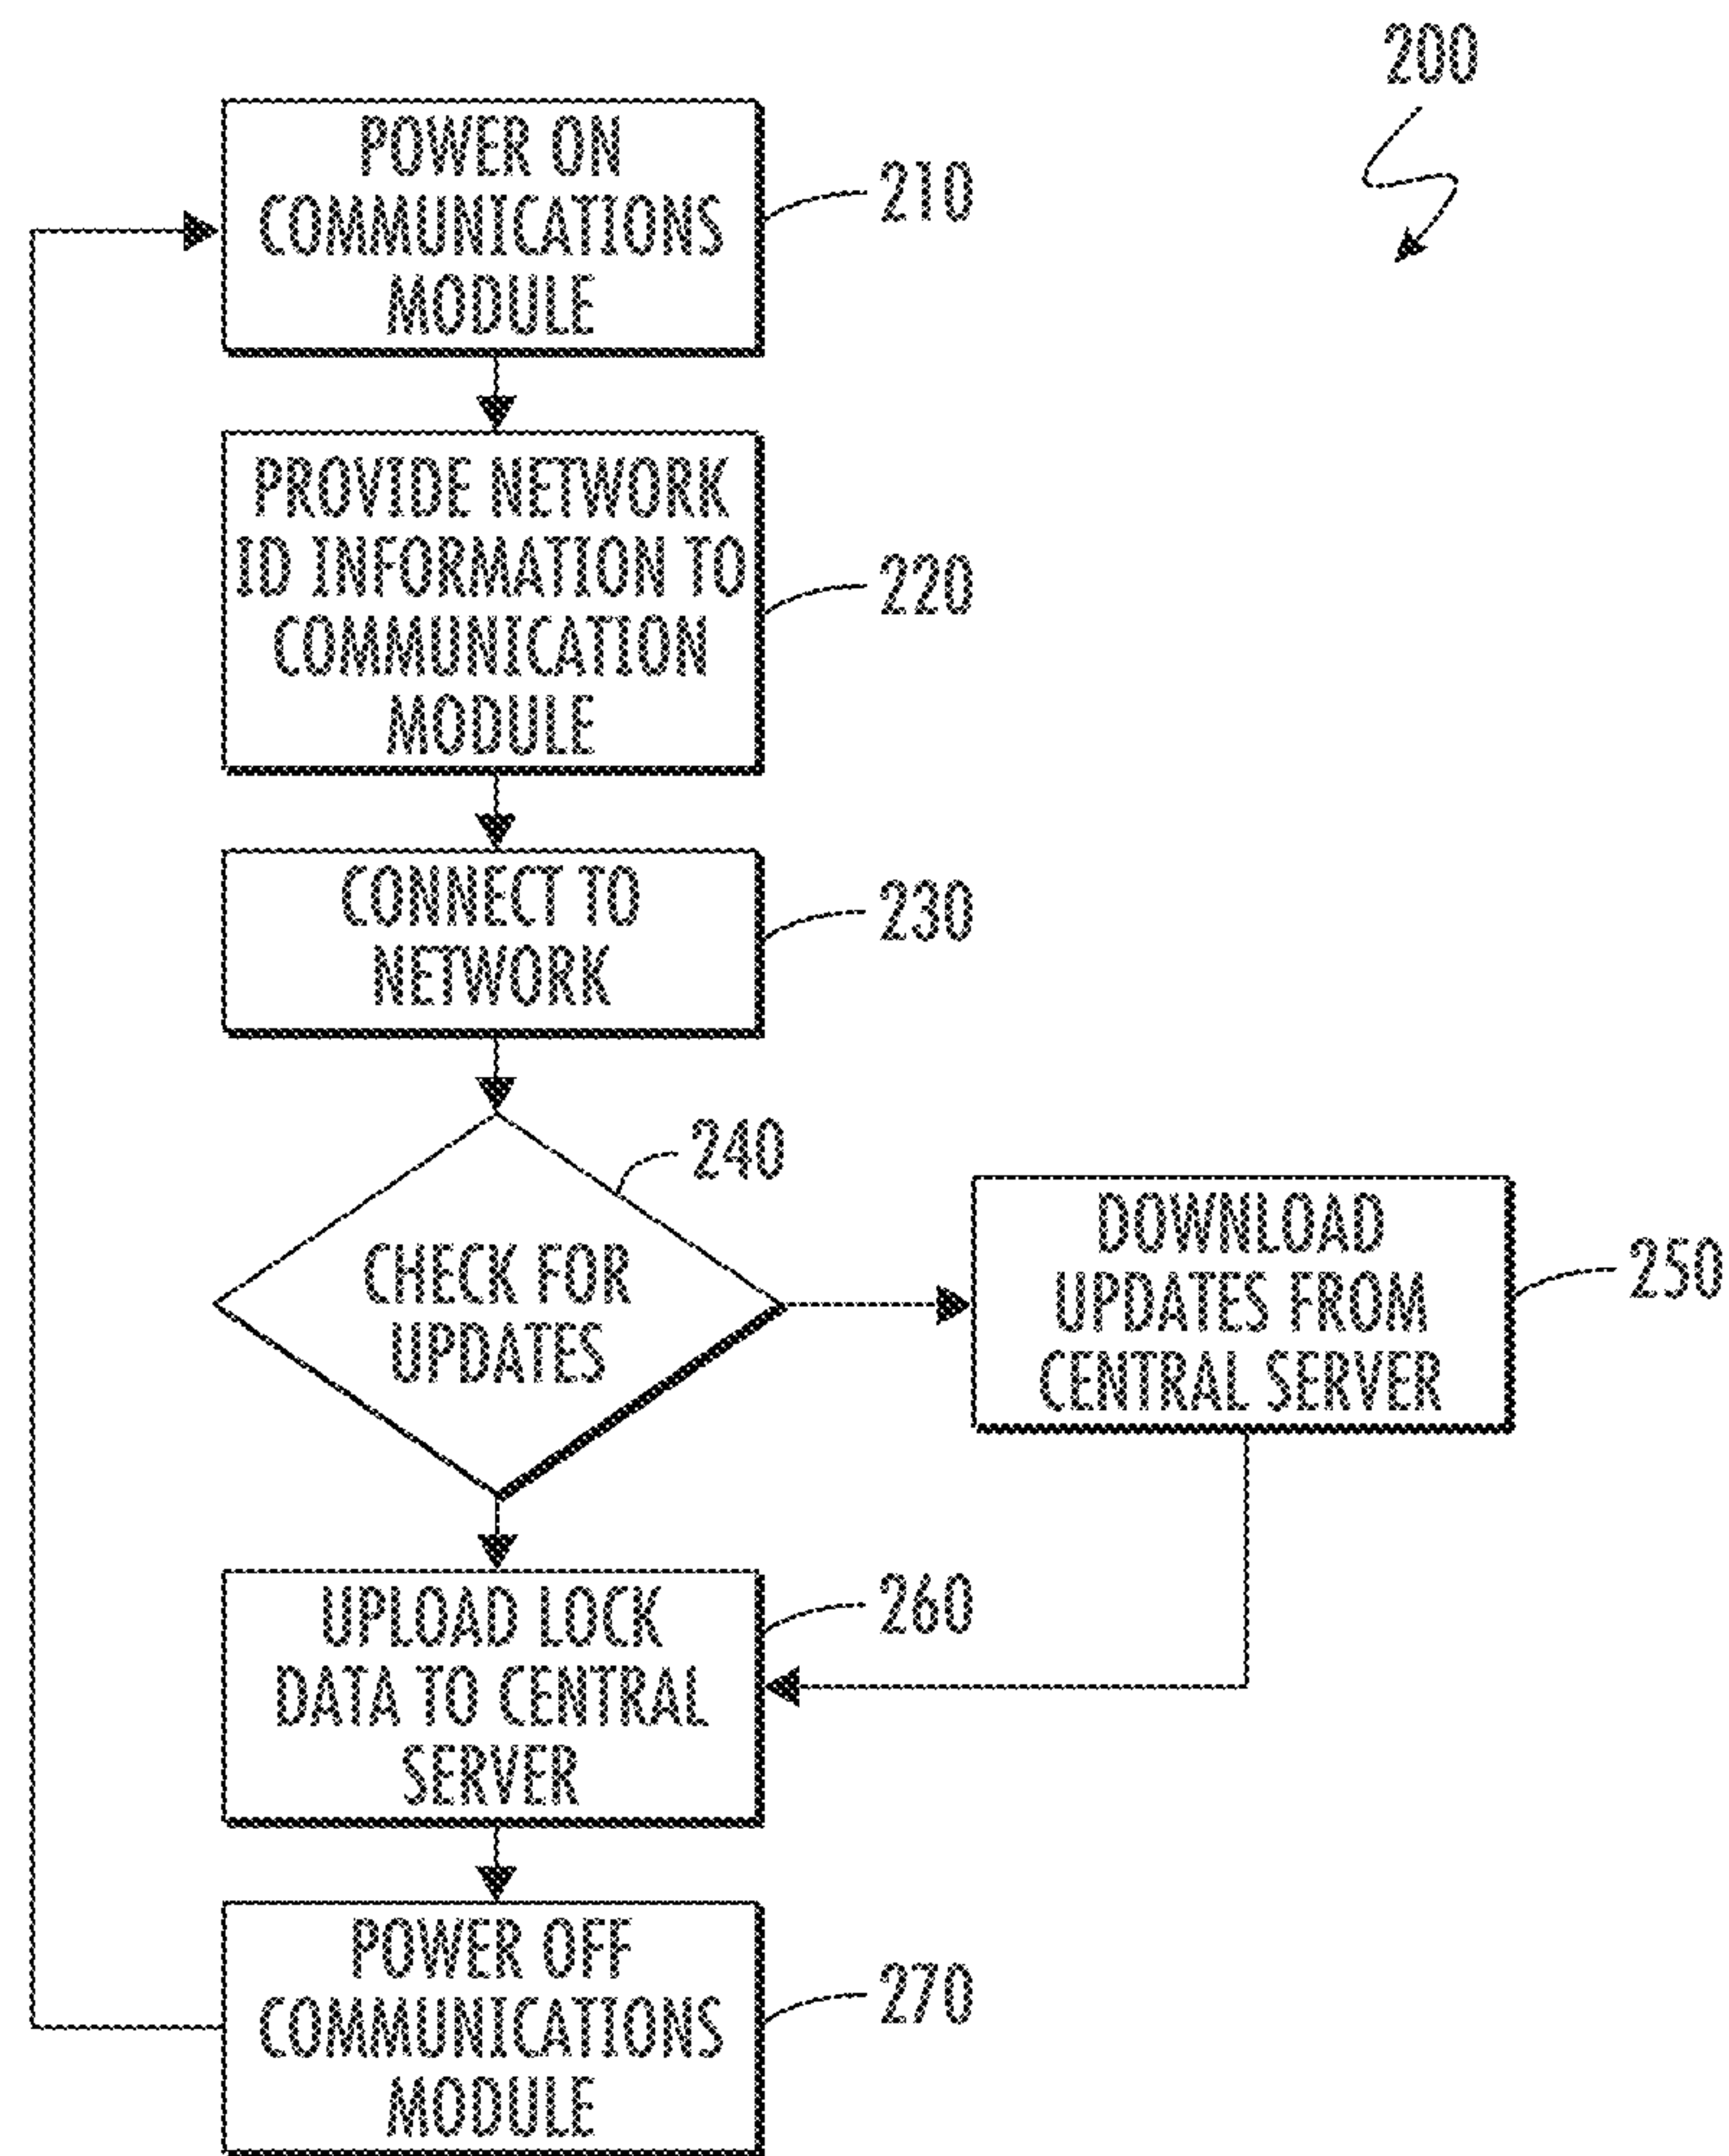 200
POWER ON
COMMUNICATIONS
MODULE
210
PROVIDE NETWORK
ID INFORMATION TO
COMMUNICATION
MODULE
220
CONNECT TO
NETWORK
230
240
CHECK FOR
UPDATES
DOWNLOAD
UPDATES FROM
CENTRAL SERVER
250
UPLOAD LOCK
DATA TO CENTRAL
SERVER
260
POWER OFF
COMMUNICATIONS
MODULE
270